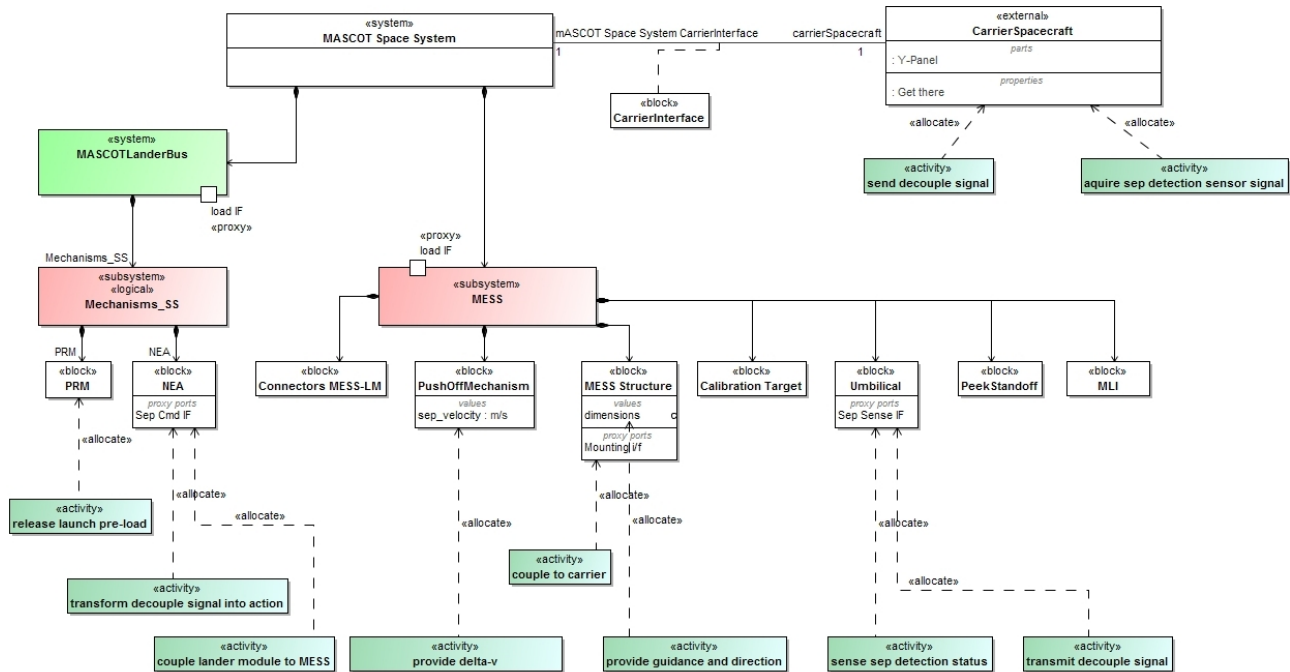 «system»
MASCOT Space System
mASCOT Space System CarrierInterface
carrierSpacecraft
1
1
«external»
CarrierSpacecraft
parts
: Y-Panel
properties
: Get there
«block»
CarrierInterface
«allocate»
«allocate»
«system»
MASCOTLanderBus
«activity»
send decouple signal
«activity»
aquire sep detection sensor signal
load IF
«proxy»
«proxy»
load IF
Mechanisms_SS
«subsystem»
«logical»
Mechanisms_SS
«subsystem»
MESS
PRM
NEA
«block»
PRM
«block»
NEA
proxy ports
Sep Cmd IF
«block»
Connectors MESS-LM
«block»
PushOffMechanism
values
sep_velocity : m/s
«block»
MESS Structure
values
dimensions c
proxy ports
Mounting i/f
«block»
Calibration Target
«block»
Umbilical
proxy ports
Sep Sense IF
«block»
PeekStandoff
«block»
MLI
«allocate»
«allocate»
«allocate»
«allocate»
«allocate»
«allocate»
«allocate»
«activity»
release launch pre-load
«activity»
couple to carrier
«activity»
transform decouple signal into action
«activity»
couple lander module to MESS
«activity»
provide delta-v
«activity»
provide guidance and direction
«activity»
sense sep detection status
«activity»
transmit decouple signal